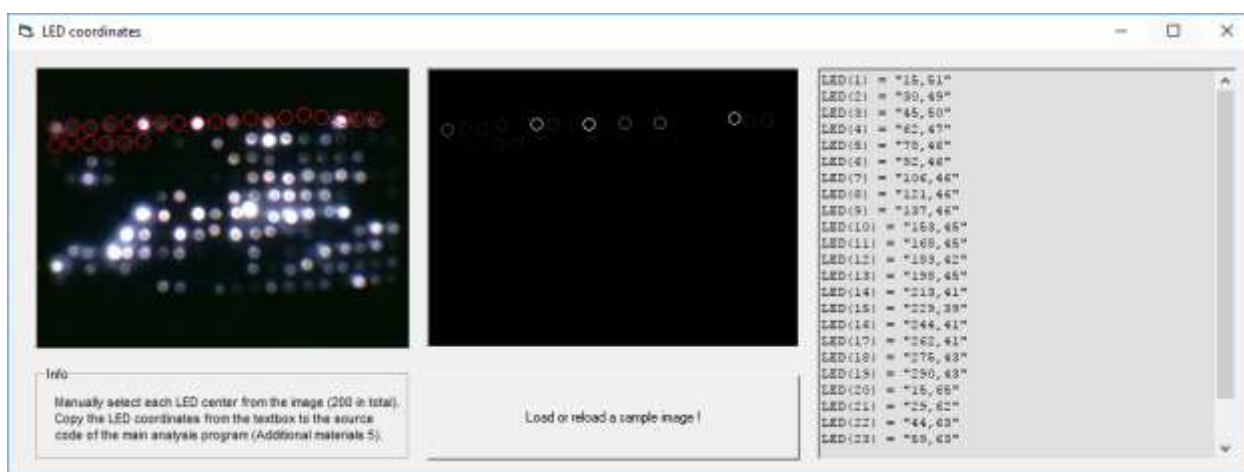 LED coordinates
LED(1) = "15,51"
LED(2) = "30,49"
LED(3) = "45,50"
LED(4) = "62,47"
LED(5) = "78,46"
LED(6) = "92,46"
LED(7) = "106,46"
LED(8) = "121,46"
LED(9) = "137,46"
LED(10) = "153,45"
LED(11) = "168,45"
LED(12) = "183,42"
LED(13) = "198,45"
LED(14) = "213,41"
LED(15) = "229,39"
LED(16) = "244,41"
LED(17) = "262,41"
LED(18) = "275,43"
LED(19) = "290,43"
LED(20) = "15,65"
LED(21) = "29,62"
LED(22) = "44,63"
LED(23) = "59,63"
Info
Manually select each LED center from the image (200 in total).
Copy the LED coordinates from the textbox to the source
code of the main analysis program (Additional materials 5).
Load or reload a sample image !